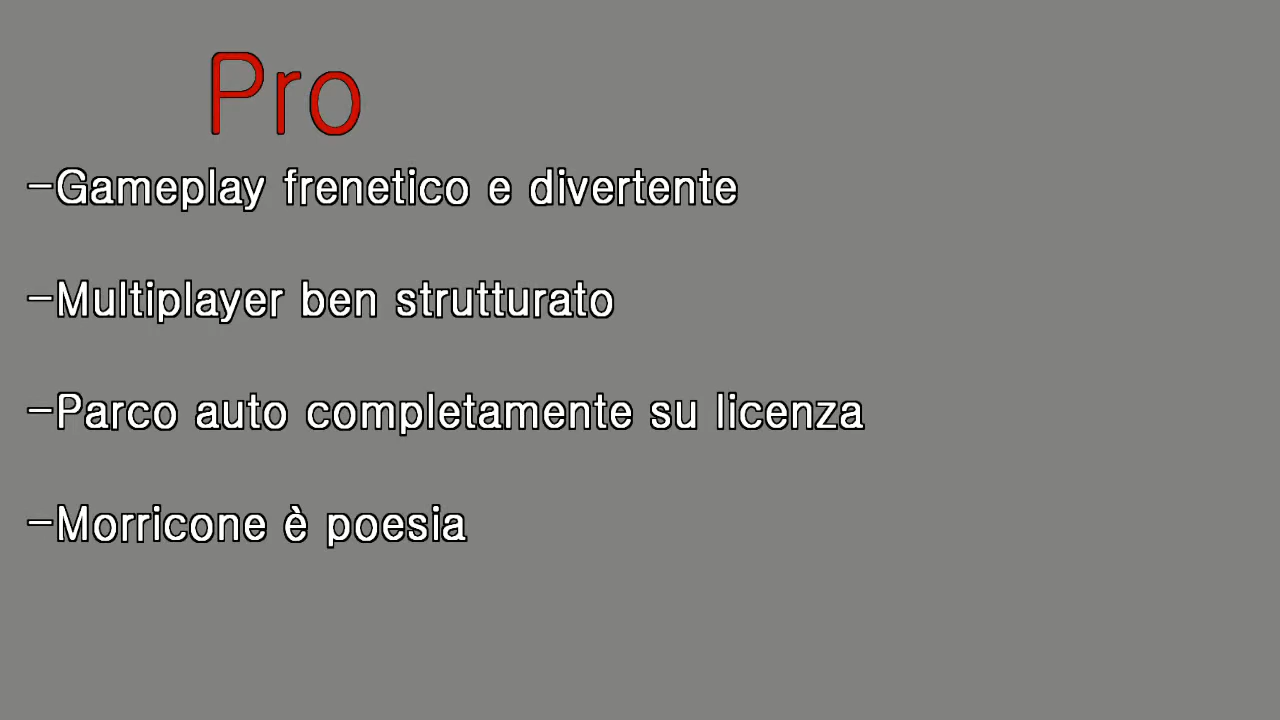 Pro
-Gameplay frenetico e divertente
-Multiplayer ben strutturato
-Parco auto completamente su licenza
-Morricone è poesia